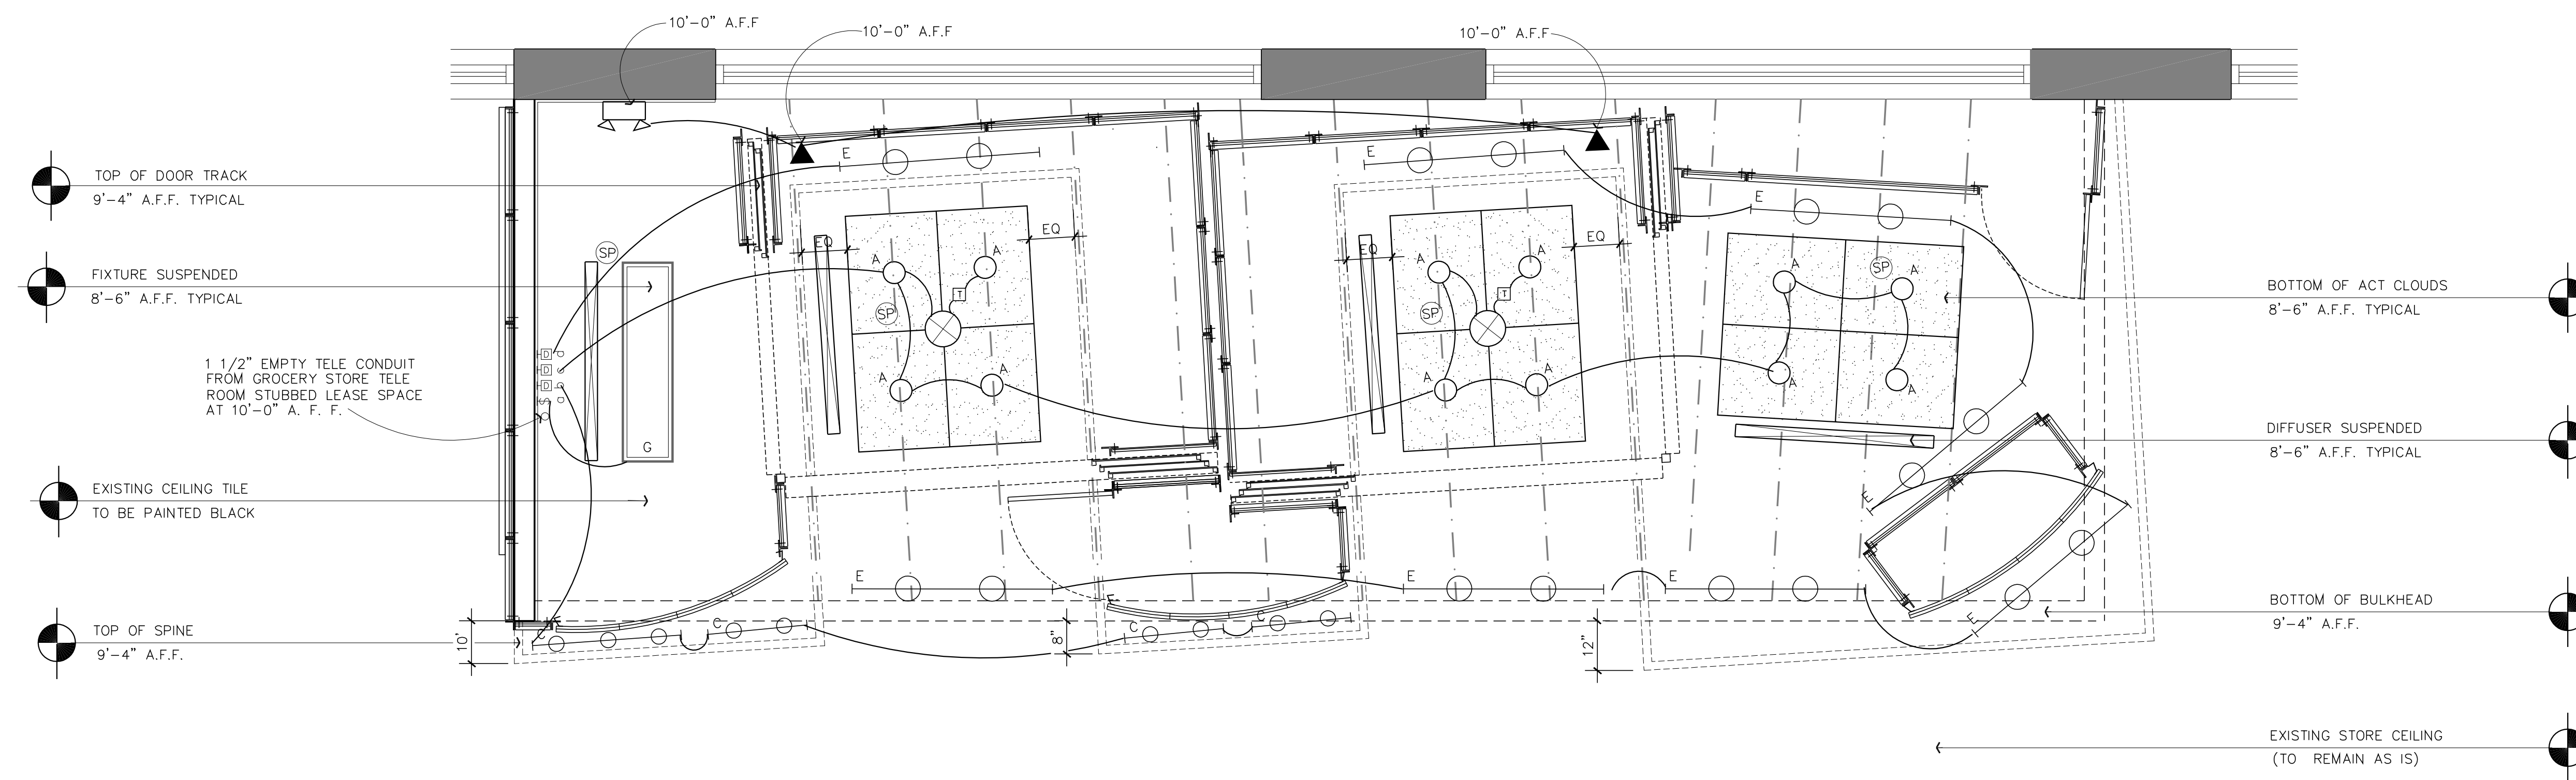 10'-0" A.F.F
10'-0" A.F.F
10'-0" A.F.F
TOP OF DOOR TRACK
9'-4" A.F.F. TYPICAL
FIXTURE SUSPENDED
8'-6" A.F.F. TYPICAL
1 1/2" EMPTY TELE CONDUIT
FROM GROCERY STORE TELE
ROOM STUBBED LEASE SPACE
AT 10'-0" A. F. F.
EXISTING CEILING TILE
TO BE PAINTED BLACK
TOP OF SPINE
9'-4" A.F.F.
SP
D
D
D
G
10'
E
EQ
EQ
A
A
T
SP
A
A
E
C
C
8"
E
EQ
EQ
A
A
T
SP
A
A
E
C
C
E
A
SP
A
A
A
E
E
E
12"
BOTTOM OF ACT CLOUDS
8'-6" A.F.F. TYPICAL
DIFFUSER SUSPENDED
8'-6" A.F.F. TYPICAL
BOTTOM OF BULKHEAD
9'-4" A.F.F.
EXISTING STORE CEILING
(TO REMAIN AS IS)